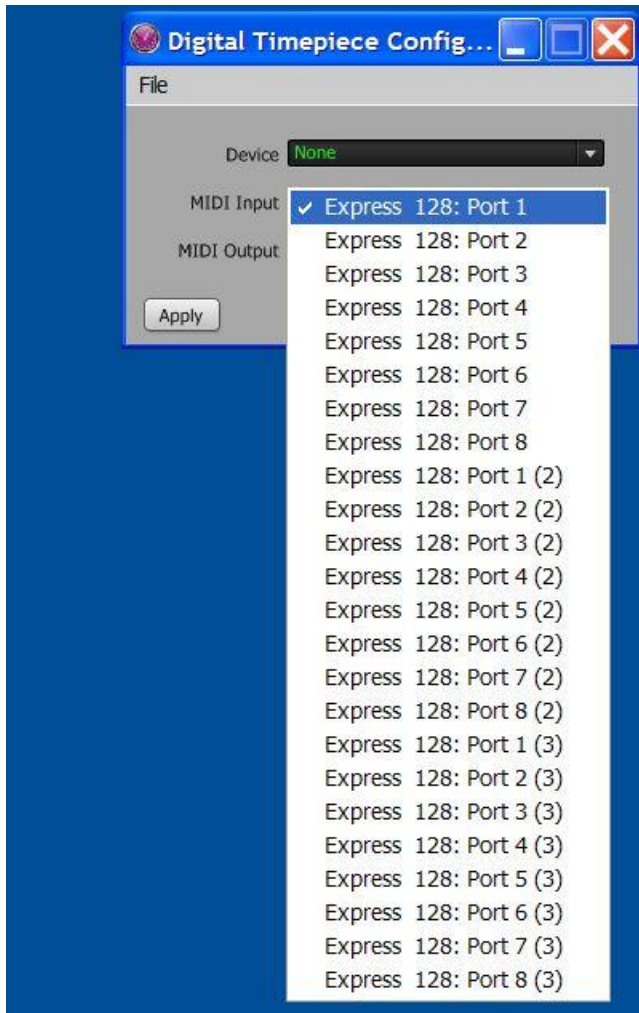 Digital Timepiece Config...
File
Device None
MIDI Input
✓ Express 128: Port 1
Express 128: Port 2
MIDI Output
Express 128: Port 3
Express 128: Port 4
Apply
Express 128: Port 5
Express 128: Port 6
Express 128: Port 7
Express 128: Port 8
Express 128: Port 1 (2)
Express 128: Port 2 (2)
Express 128: Port 3 (2)
Express 128: Port 4 (2)
Express 128: Port 5 (2)
Express 128: Port 6 (2)
Express 128: Port 7 (2)
Express 128: Port 8 (2)
Express 128: Port 1 (3)
Express 128: Port 2 (3)
Express 128: Port 3 (3)
Express 128: Port 4 (3)
Express 128: Port 5 (3)
Express 128: Port 6 (3)
Express 128: Port 7 (3)
Express 128: Port 8 (3)